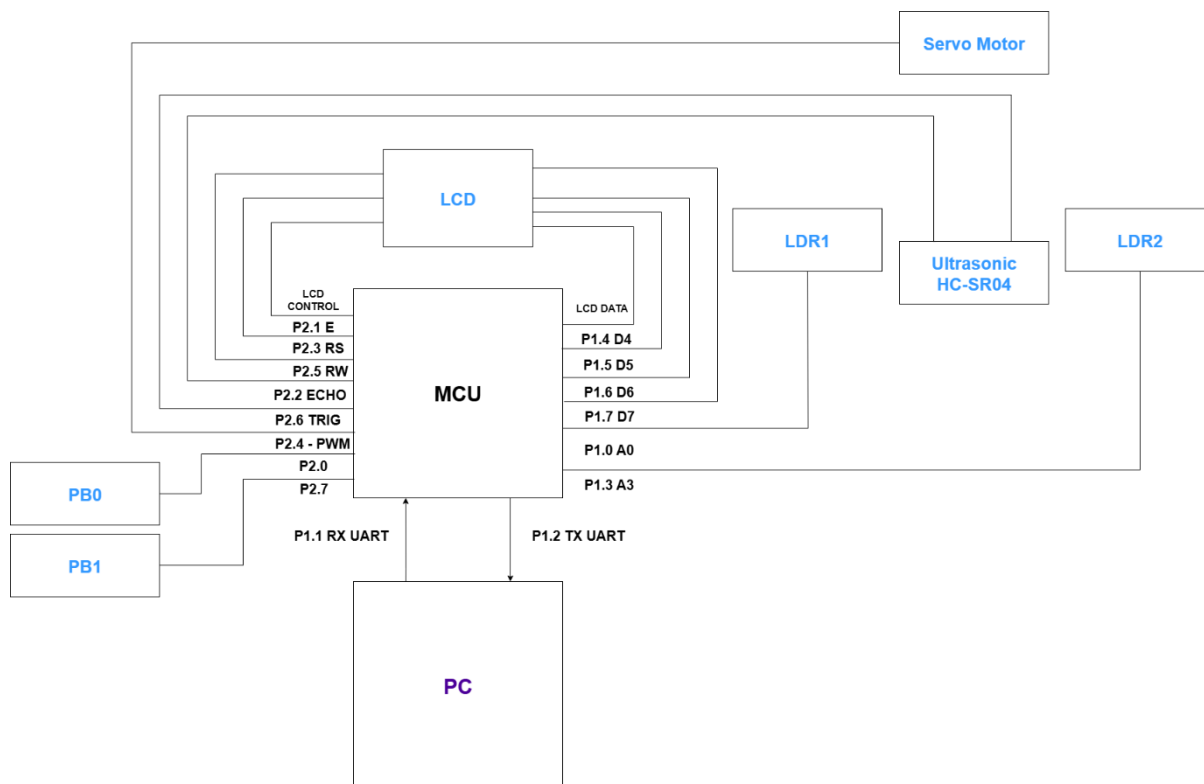 Servo Motor
LCD
LDR1
LDR2
Ultrasonic
HC-SR04
LCD
CONTROL
LCD DATA
P2.1 E
P2.3 RS
P2.5 RW
P2.2 ECHO
P2.6 TRIG
P2.4 - PWM
P2.0
P2.7
MCU
P1.4 D4
P1.5 D5
P1.6 D6
P1.7 D7
P1.0 A0
P1.3 A3
PB0
PB1
P1.1 RX UART
P1.2 TX UART
PC